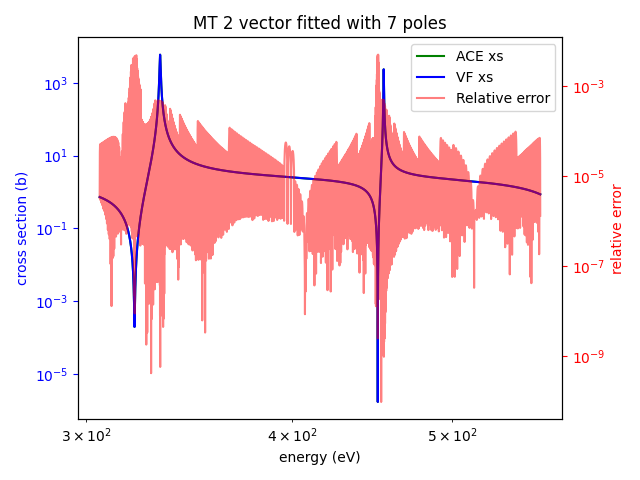 MT 2 vector fitted with 7 poles
ACE xs
VF xs
Relative error
10³
10¹
10⁻¹
10⁻³
10⁻⁵
cross section (b)
10⁻³
10⁻⁵
10⁻⁷
10⁻⁹
relative error
3 × 10² 4 × 10² 5 × 10²
energy (eV)